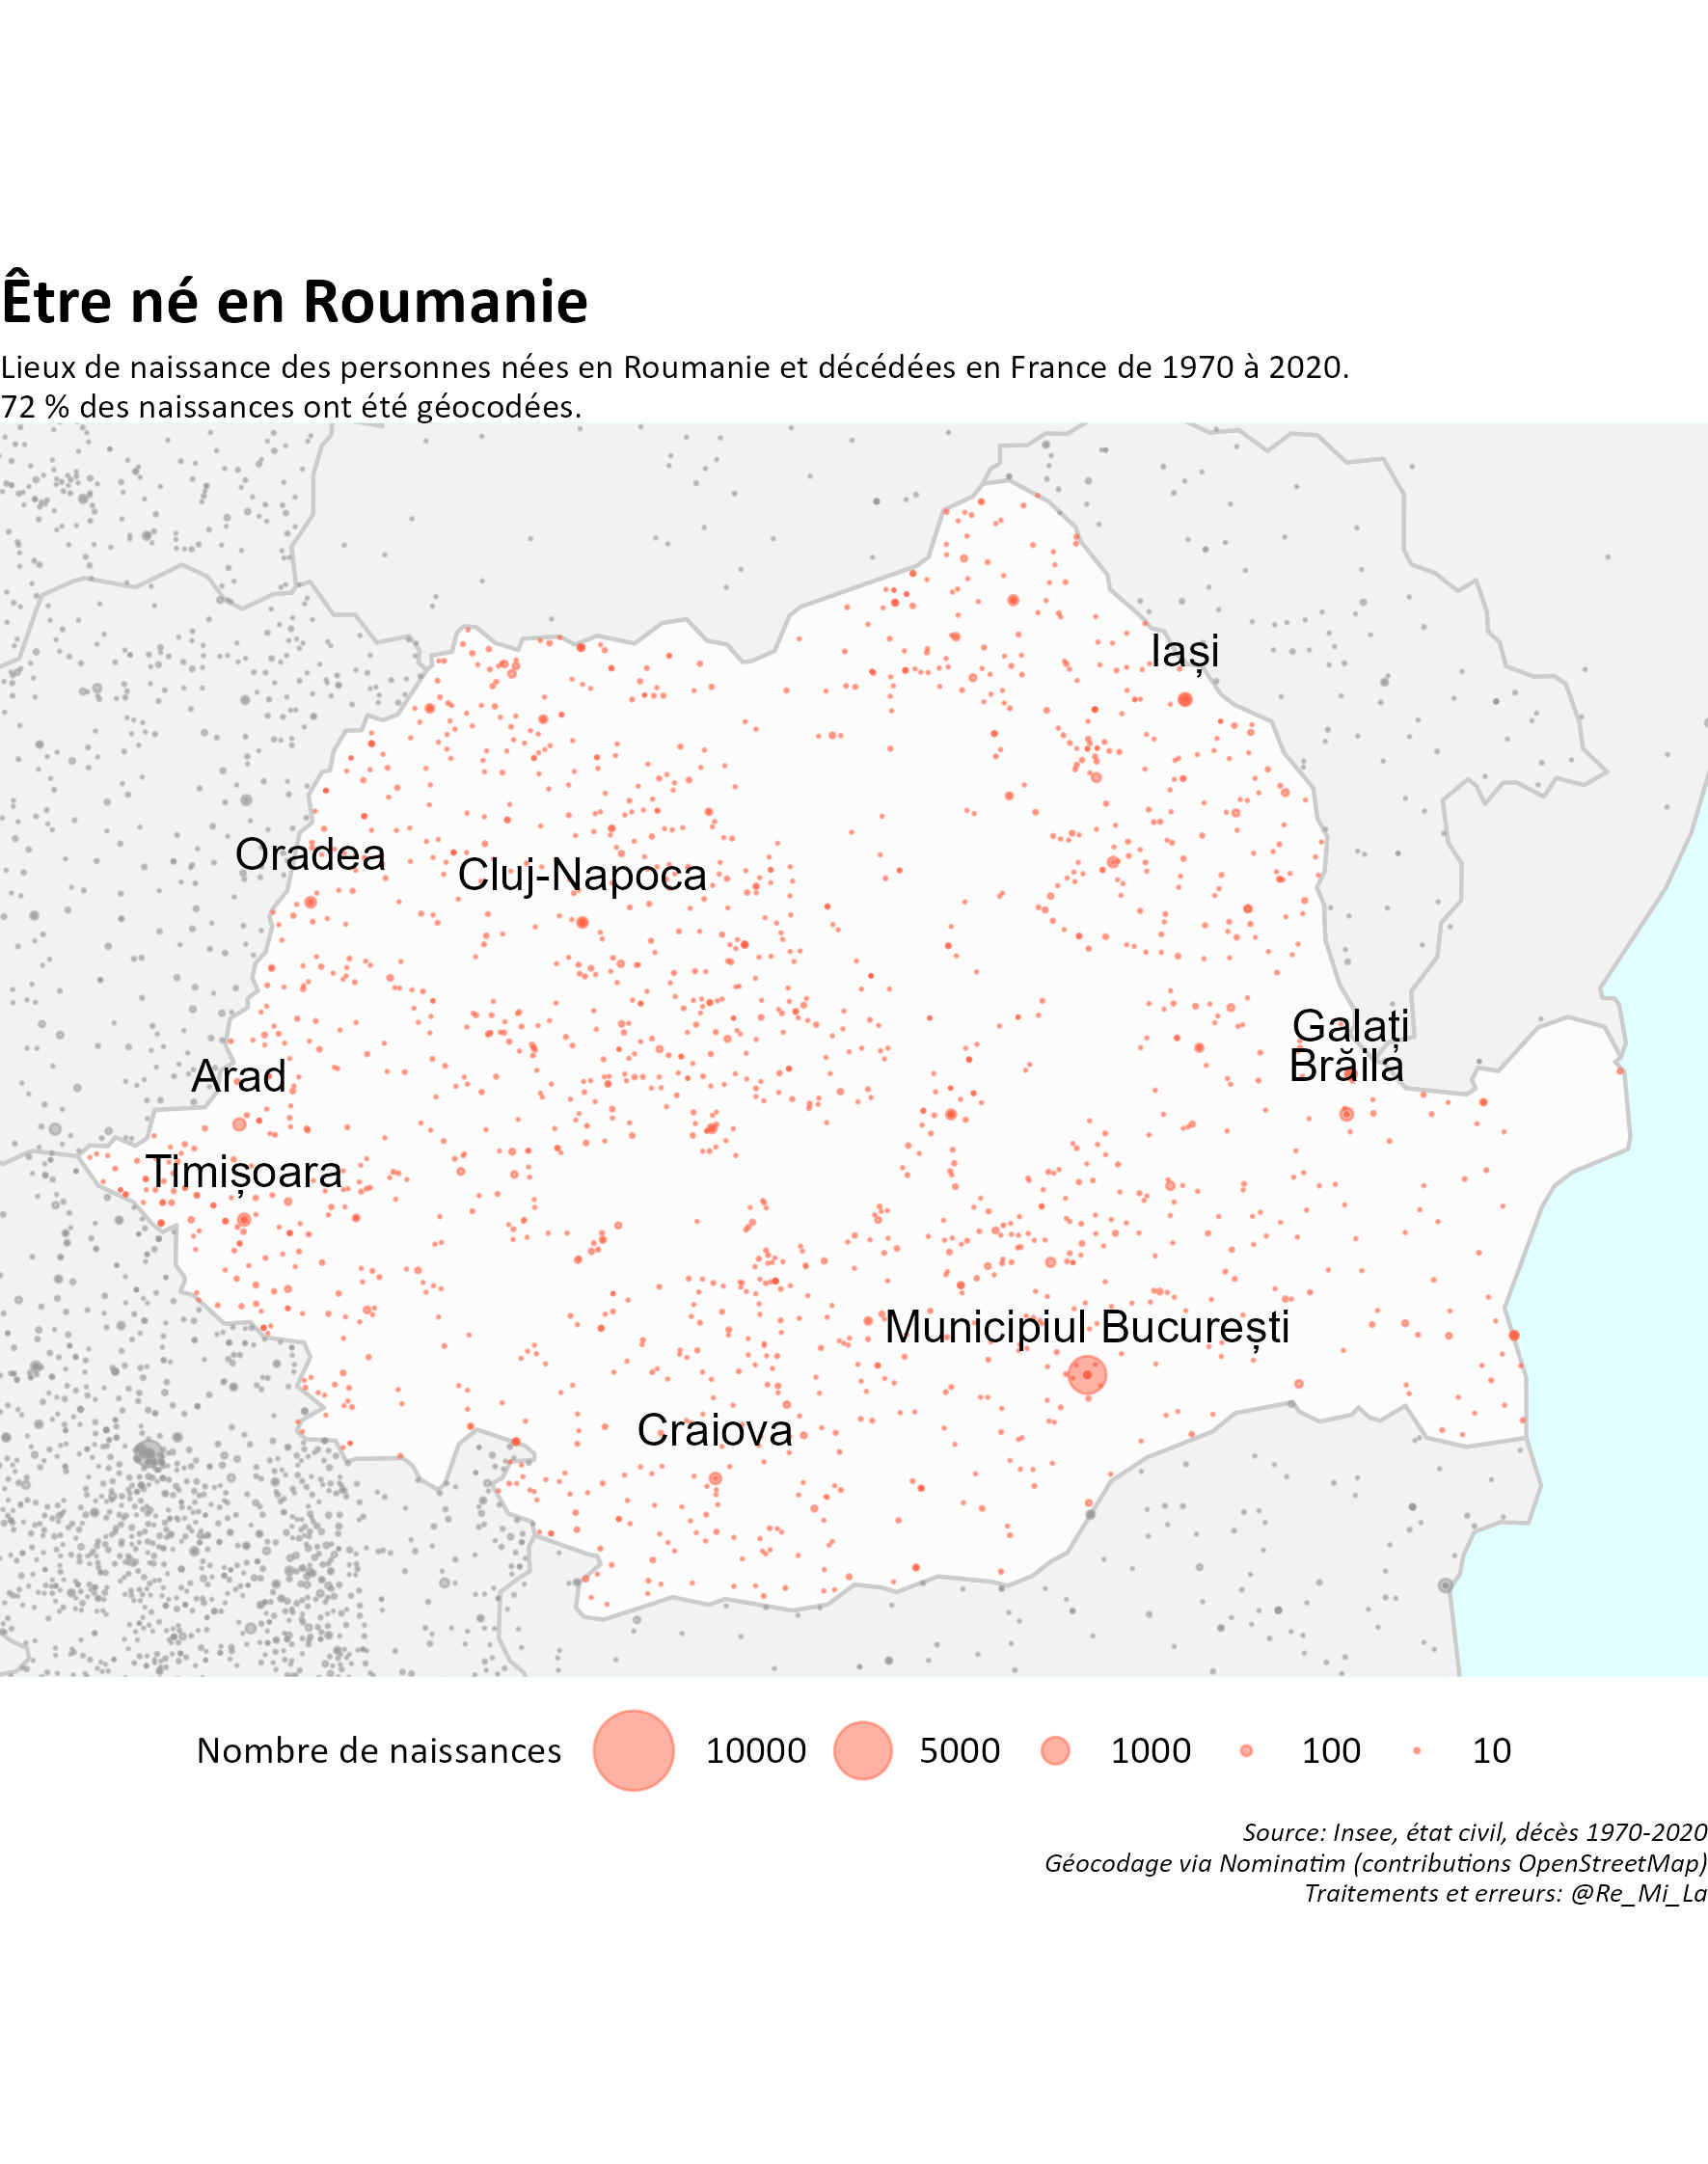 Être né en Roumanie
Lieux de naissance des personnes nées en Roumanie et décédées en France de 1970 à 2020.
72 % des naissances ont été géocodées.
Iași
Oradea
Cluj-Napoca
Galați
Brăila
Arad
Timișoara
Municipiul București
Craiova
Nombre de naissances 10000 5000 1000 100 10
Source: Insee, état civil, décès 1970-2020
Géocodage via Nominatim (contributions OpenStreetMap)
Traitements et erreurs: @Re_Mi_La